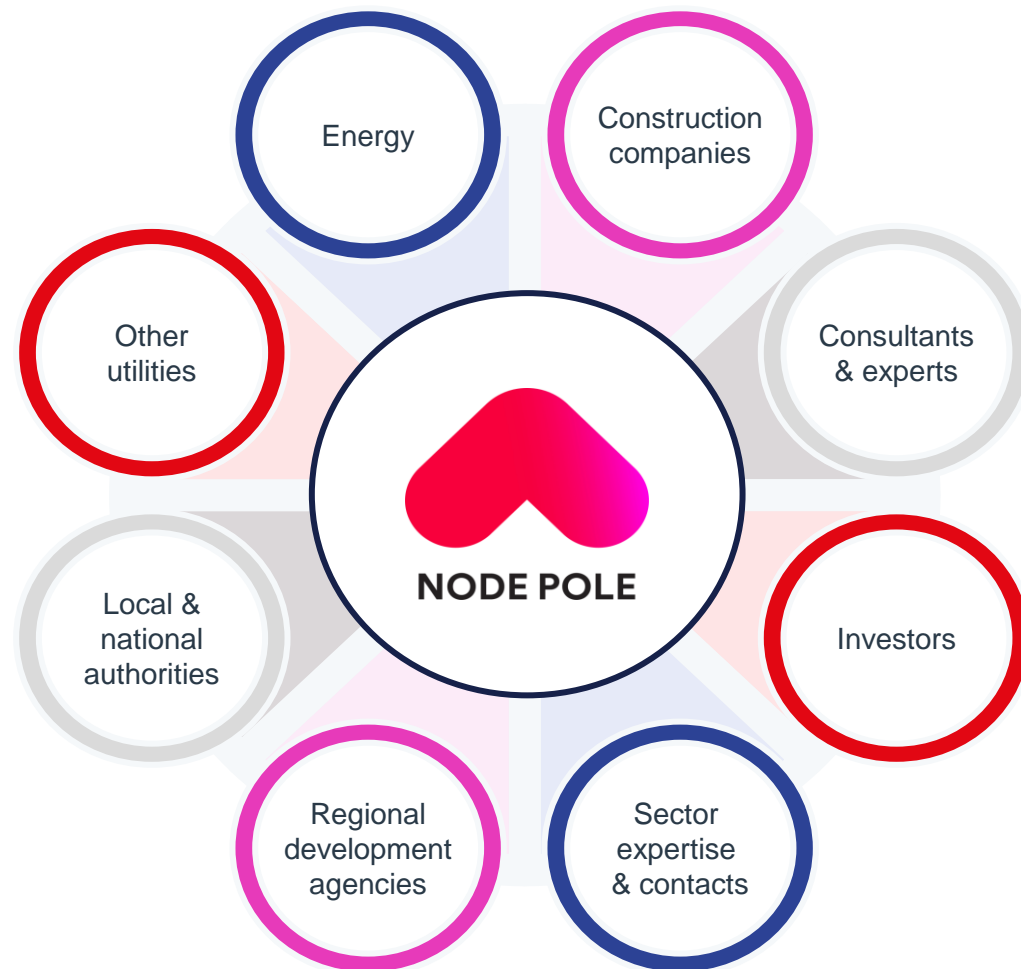 Energy
Construction
companies
Other
utilities
Consultants
& experts
NODE POLE
Local &
national
authorities
Investors
Regional
development
agencies
Sector
expertise
& contacts